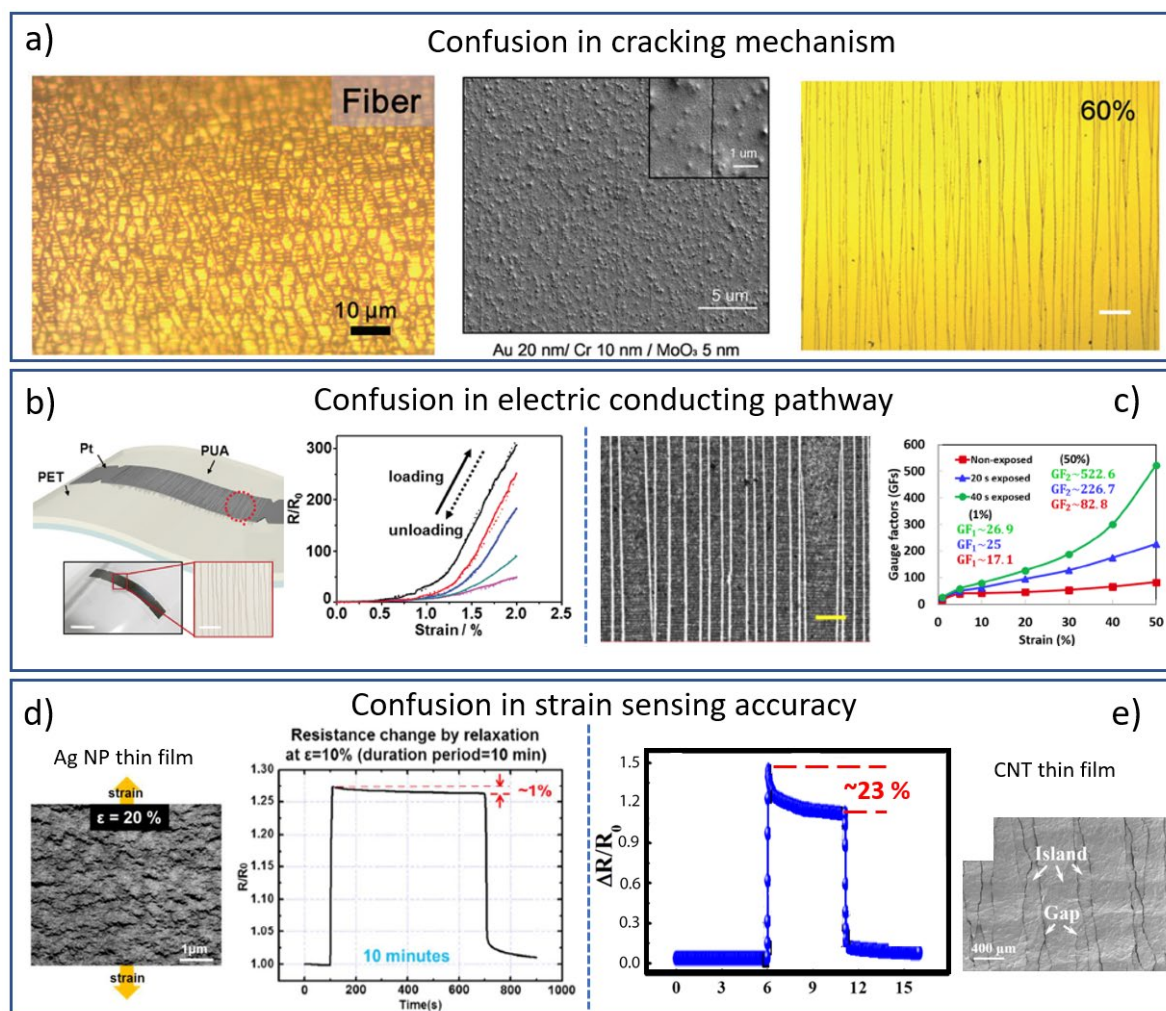 a)
Confusion in cracking mechanism
Fiber
10 µm
1 um
5 um
Au 20 nm/ Cr 10 nm / MoO₃ 5 nm
60%
b)
Confusion in electric conducting pathway
c)
Pt
PUA
PET
R/R₀
300
200
100
0
loading
unloading
0.0 0.5 1.0 1.5 2.0 2.5
Strain / %
Gauge factors (GFs)
600
500
400
300
200
100
0
Non-exposed
20 s exposed
40 s exposed
(1%)
GF₁~26.9
GF₁~25
GF₁~17.1
(50%)
GF₂~522.6
GF₂~226.7
GF₂~82.8
0 10 20 30 40 50
Strain (%)
d)
Confusion in strain sensing accuracy
e)
Ag NP thin film
strain
ε = 20 %
1µm
strain
Resistance change by relaxation
at ε=10% (duration period=10 min)
R/R₀
1.30
1.25
1.20
1.15
1.10
1.05
1.00
~1%
10 minutes
0 200 400 600 800 1000
Time(s)
ΔR/R₀
1.5
1.2
0.9
0.6
0.3
0.0
~23 %
0 3 6 9 12 15
CNT thin film
Island
Gap
400 µm